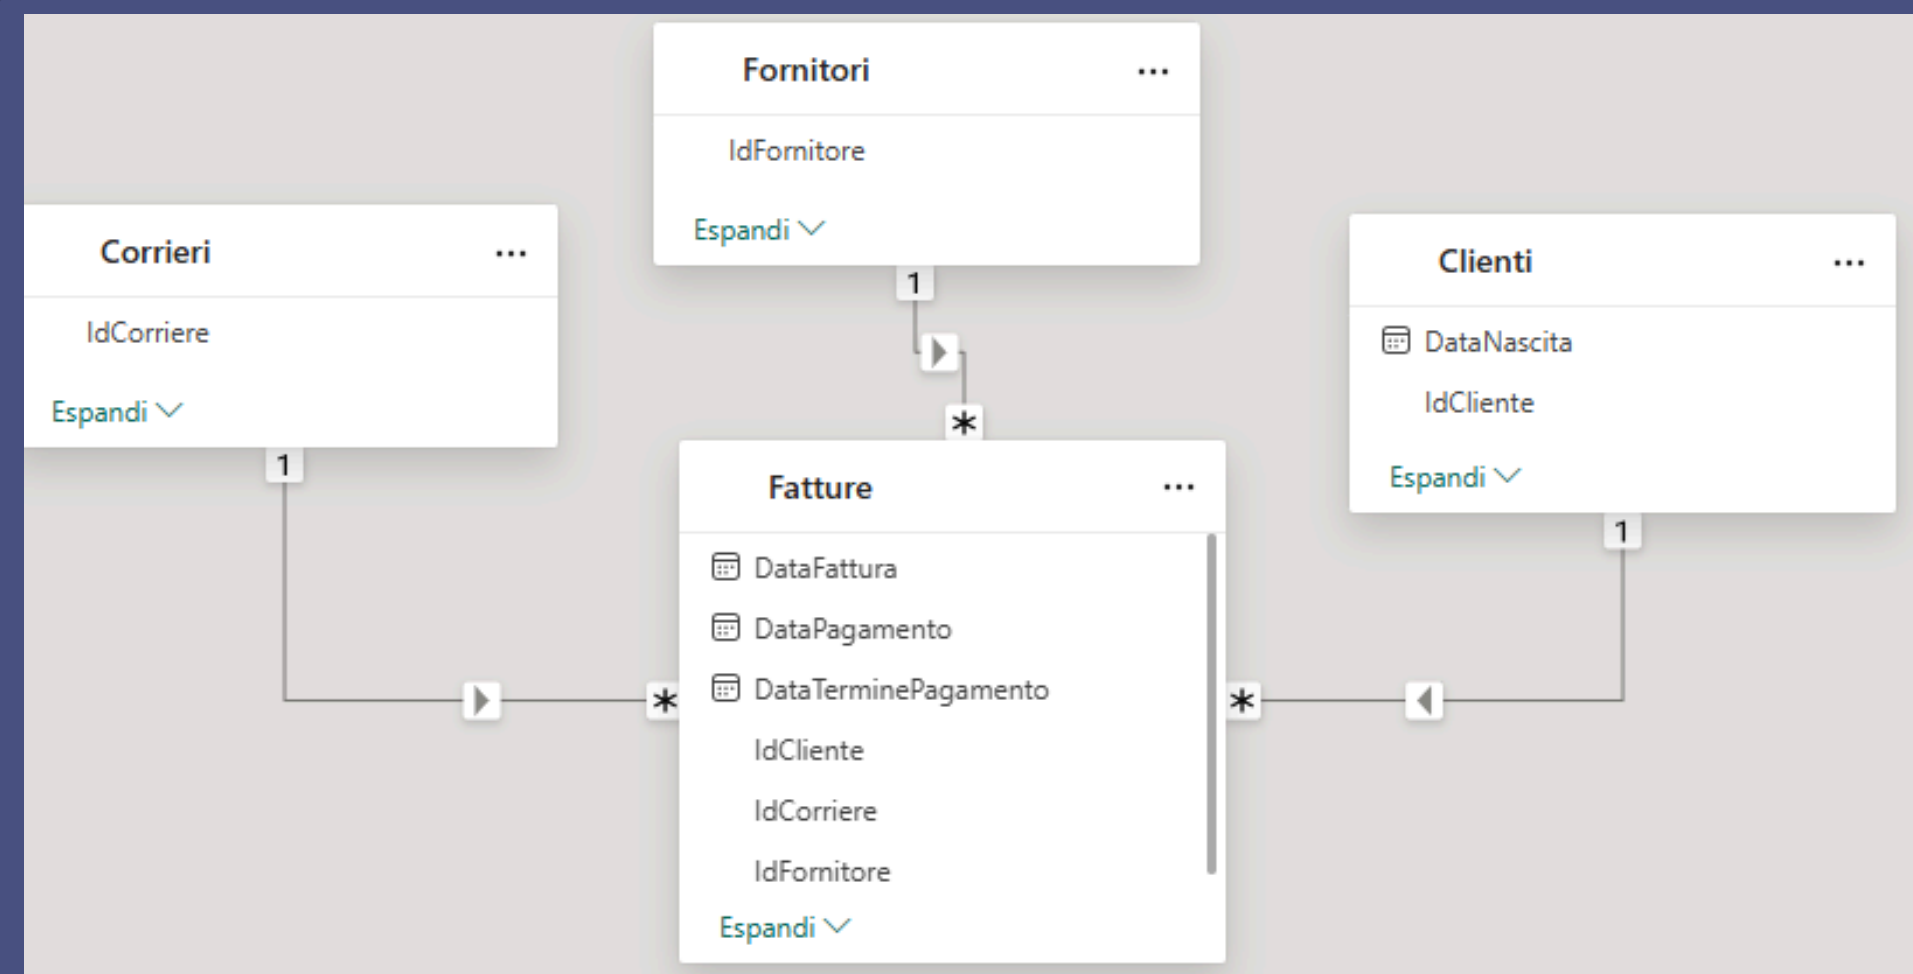 Fornitori ...
IdFornitore
Espandi
1
*
Corrieri ...
IdCorriere
Espandi
1
*
Clienti ...
DataNascita
IdCliente
Espandi
1
*
Fatture ...
DataFattura
DataPagamento
DataTerminePagamento
IdCliente
IdCorriere
IdFornitore
Espandi